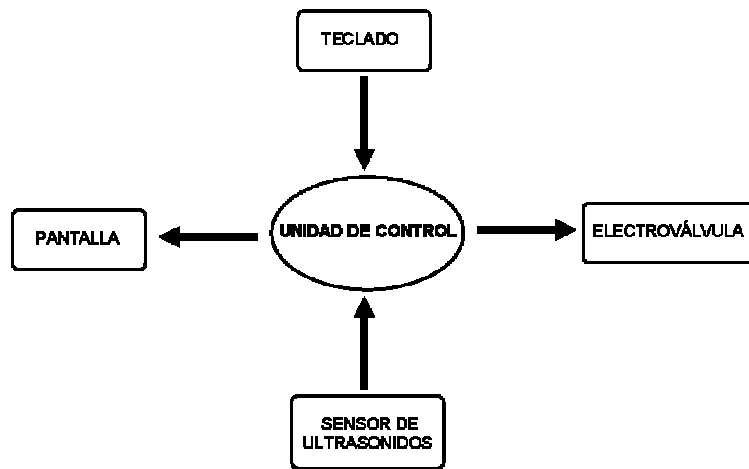 TECLADO
PANTALLA
UNIDAD DE CONTROL
ELECTROVÁLVULA
SENSOR DE
ULTRASONIDOS